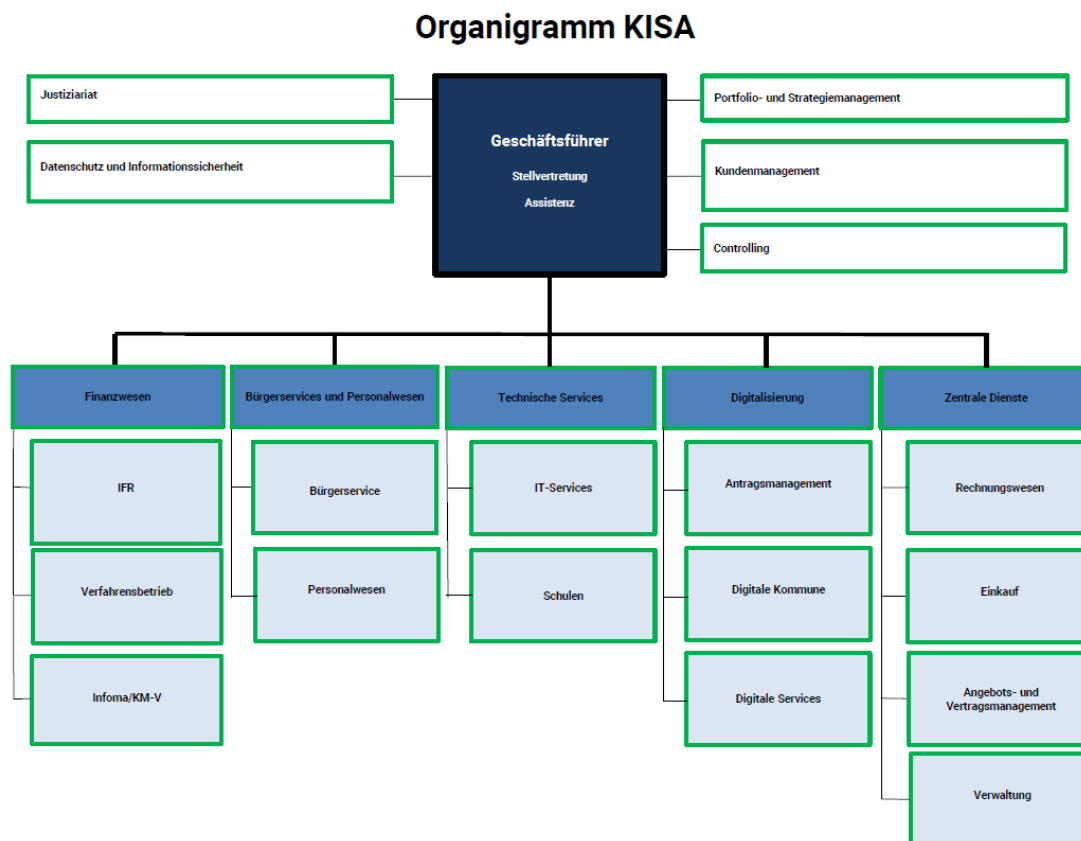 Organigramm KISA
Justiziariat
Datenschutz und Informationssicherheit
Geschäftsführer
Stellvertretung
Assistenz
Portfolio- und Strategiemanagement
Kundenmanagement
Controlling
Finanzwesen
IFR
Verfahrensbetrieb
Infoma/KM-V
Bürgerservices und Personalwesen
Bürgerservice
Personalwesen
Technische Services
IT-Services
Schulen
Digitalisierung
Antragsmanagement
Digitale Kommune
Digitale Services
Zentrale Dienste
Rechnungswesen
Einkauf
Angebots- und
Vertragsmanagement
Verwaltung